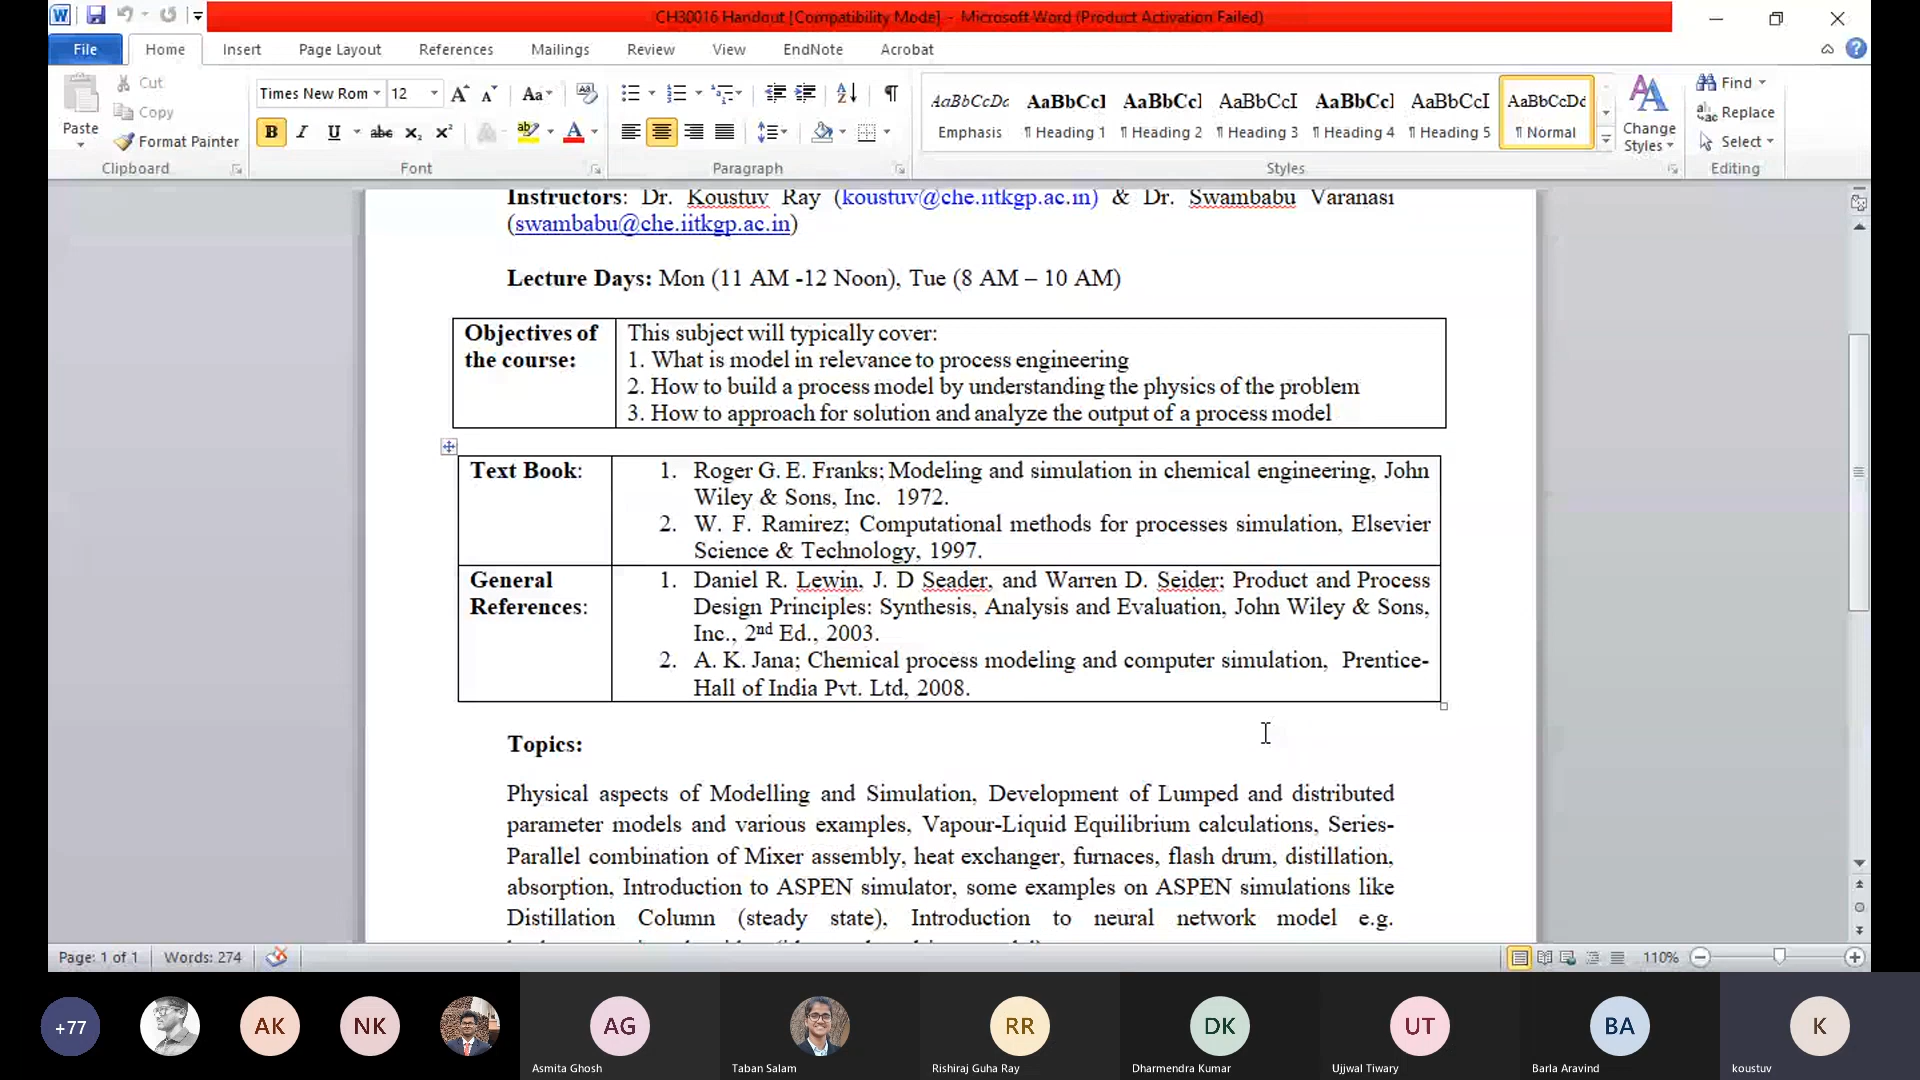 CH30016 Handout [Compatibility Mode] - Microsoft Word (Product Activation Failed)
File Home Insert Page Layout References Mailings Review View EndNote Acrobat
Paste
Cut
Copy
Format Painter
Clipboard
Times New Rom 12
Font
Paragraph
AaBbCcDc AaBbCcI AaBbCcI AaBbCcI AaBbCcI AaBbCcI AaBbCcDd
Emphasis ¶ Heading 1 ¶ Heading 2 ¶ Heading 3 ¶ Heading 4 ¶ Heading 5 ¶ Normal
Change Styles
Styles
Find
Replace
Select
Editing
Instructors: Dr. Koustuv Ray (koustuv@che.iitkgp.ac.in) & Dr. Swambabu Varanasi
(swambabu@che.iitkgp.ac.in)
Lecture Days: Mon (11 AM -12 Noon), Tue (8 AM – 10 AM)
Objectives of
the course:
This subject will typically cover:
1. What is model in relevance to process engineering
2. How to build a process model by understanding the physics of the problem
3. How to approach for solution and analyze the output of a process model
Text Book:
1. Roger G. E. Franks; Modeling and simulation in chemical engineering, John
Wiley & Sons, Inc. 1972.
2. W. F. Ramirez; Computational methods for processes simulation, Elsevier
Science & Technology, 1997.
General
References:
1. Daniel R. Lewin, J. D Seader, and Warren D. Seider; Product and Process
Design Principles: Synthesis, Analysis and Evaluation, John Wiley & Sons,
Inc., 2nd Ed., 2003.
2. A. K. Jana; Chemical process modeling and computer simulation, Prentice-
Hall of India Pvt. Ltd, 2008.
Topics:
Physical aspects of Modelling and Simulation, Development of Lumped and distributed
parameter models and various examples, Vapour-Liquid Equilibrium calculations, Series-
Parallel combination of Mixer assembly, heat exchanger, furnaces, flash drum, distillation,
absorption, Introduction to ASPEN simulator, some examples on ASPEN simulations like
Distillation Column (steady state), Introduction to neural network model e.g.
Page: 1 of 1 Words: 274 110%
+77 AK NK AG RR DK UT BA K
Asmita Ghosh Taban Salam Rishiraj Guha Ray Dharmendra Kumar Ujjwal Tiwary Barla Aravind koustuv